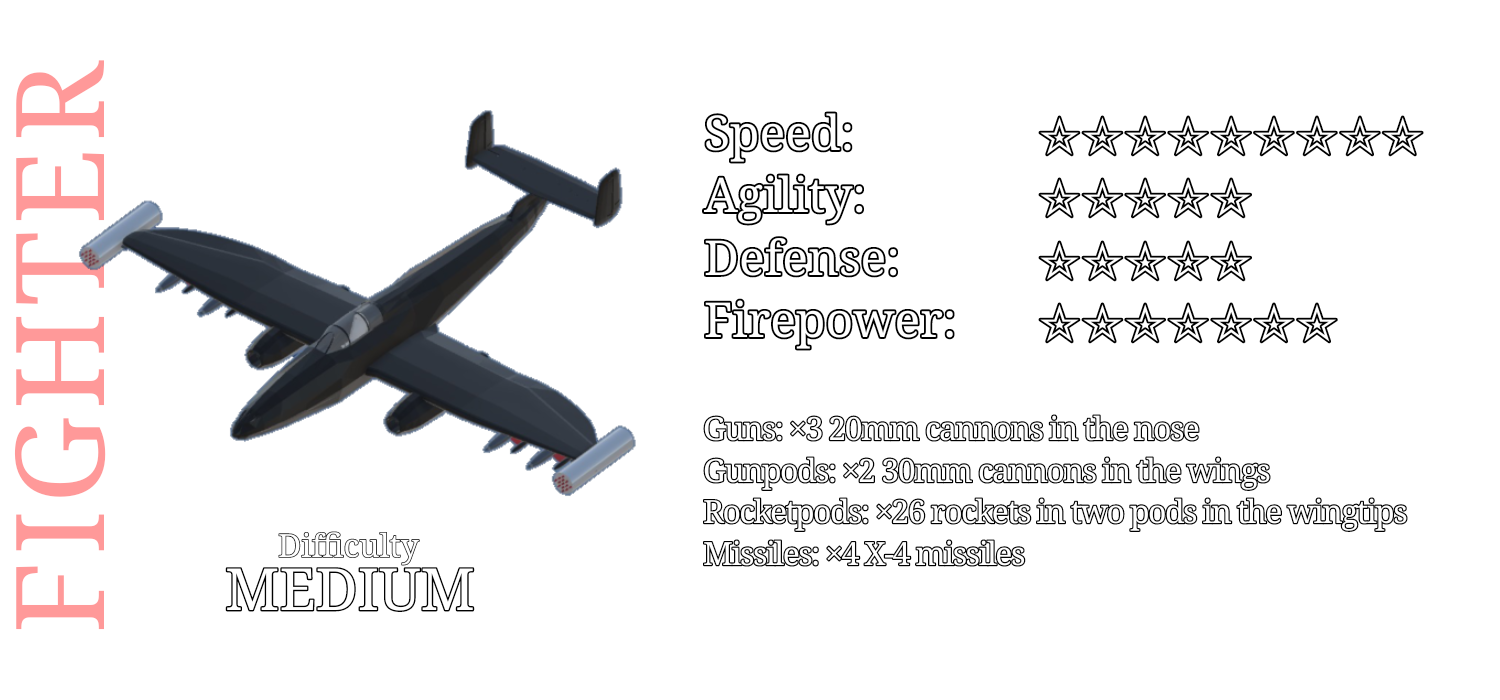 FIGHTER
Difficulty
MEDIUM
Speed: ☆☆☆☆☆☆☆☆☆
Agility: ☆☆☆☆☆
Defense: ☆☆☆☆☆
Firepower: ☆☆☆☆☆☆☆
Guns: ×3 20mm cannons in the nose
Gunpods: ×2 30mm cannons in the wings
Rocketpods: ×26 rockets in two pods in the wingtips
Missiles: ×4 X-4 missiles